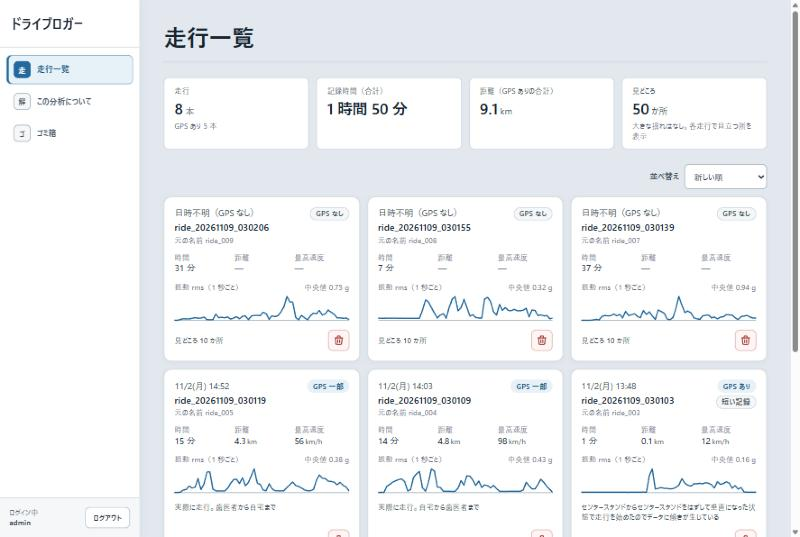 ドライブロガー
走 走行一覧
解 この分析について
ゴ ゴミ箱
ログイン中
admin
ログアウト
走行一覧
走行
8 本
GPS あり 5 本
記録時間（合計）
1 時間 50 分
距離（GPS ありの合計）
9.1 km
見どころ
50 か所
大きな揺れはなし。各走行で目立つ所を
表示
並べ替え 新しい順
日時不明（GPS なし） GPS なし
ride_20261109_030206
元の名前 ride_009
時間 距離 最高速度
31 分 — —
振動 rms（1 秒ごと） 中央値 0.75 g
見どころ 10 か所
日時不明（GPS なし） GPS なし
ride_20261109_030155
元の名前 ride_008
時間 距離 最高速度
7 分 — —
振動 rms（1 秒ごと） 中央値 0.32 g
見どころ 10 か所
日時不明（GPS なし） GPS なし
ride_20261109_030139
元の名前 ride_007
時間 距離 最高速度
37 分 — —
振動 rms（1 秒ごと） 中央値 0.94 g
見どころ 10 か所
11/2(月) 14:52 GPS 一部
ride_20261109_030119
元の名前 ride_005
時間 距離 最高速度
15 分 4.3 km 56 km/h
振動 rms（1 秒ごと） 中央値 0.38 g
実際に走行。歯医者から自宅まで
11/2(月) 14:03 GPS 一部
ride_20261109_030109
元の名前 ride_004
時間 距離 最高速度
14 分 4.8 km 98 km/h
振動 rms（1 秒ごと） 中央値 0.43 g
実際に走行。自宅から歯医者まで
11/2(月) 13:48 GPS あり
ride_20261109_030103 短い記録
元の名前 ride_003
時間 距離 最高速度
1 分 0.1 km 12 km/h
振動 rms（1 秒ごと） 中央値 0.16 g
センタースタンドからセンタースタンドをはずして垂直になった状
態で走行を始めたのでデータに傾きが生じている